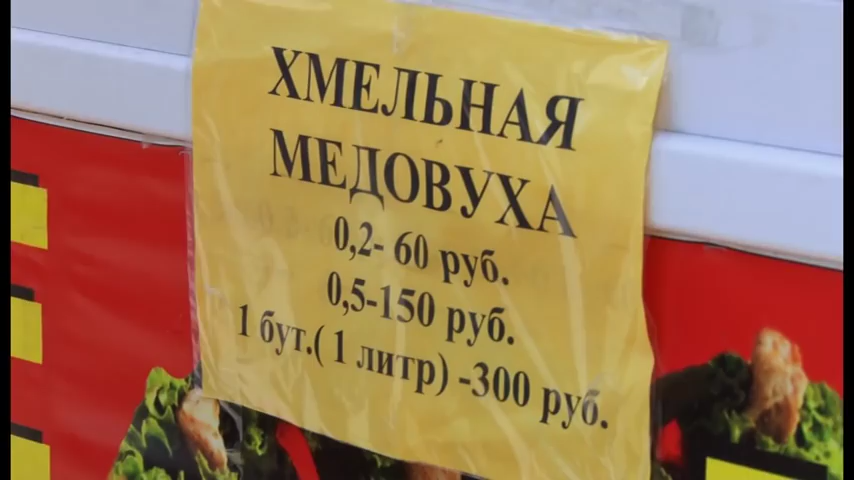 ХМЕЛЬНАЯ
МЕДОВУХА
0,2- 60 руб.
0,5-150 руб.
1 бут.( 1 литр) -300 руб.